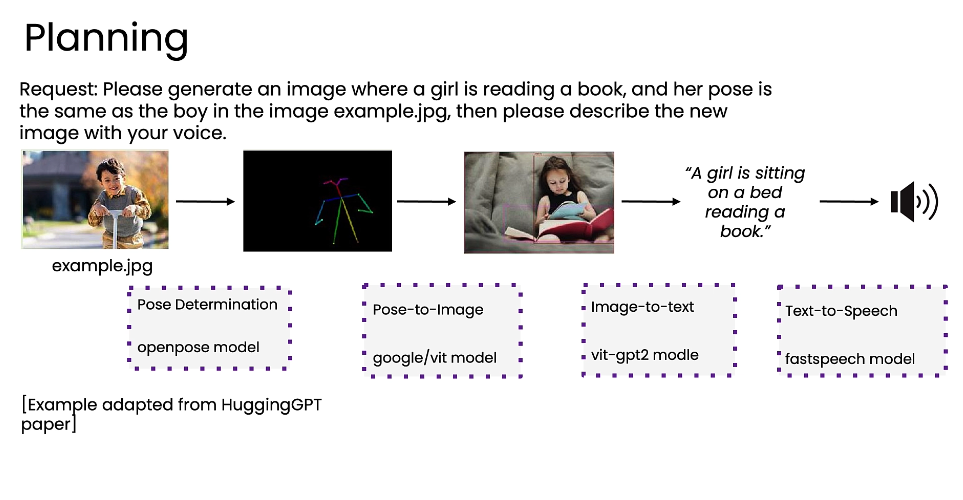 Planning
Request: Please generate an image where a girl is reading a book, and her pose is
the same as the boy in the image example.jpg, then please describe the new
image with your voice.
“A girl is sitting
on a bed
reading a
book.”
example.jpg
Pose Determination
openpose model
Pose-to-Image
google/vit model
Image-to-text
vit-gpt2 modle
Text-to-Speech
fastspeech model
[Example adapted from HuggingGPT
paper]